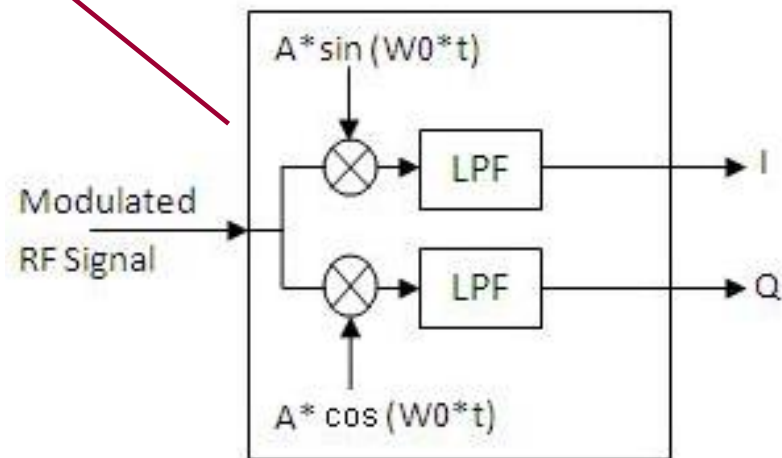 A*sin (W0*t)
LPF
I
Modulated
RF Signal
LPF
Q
A* cos (W0*t)